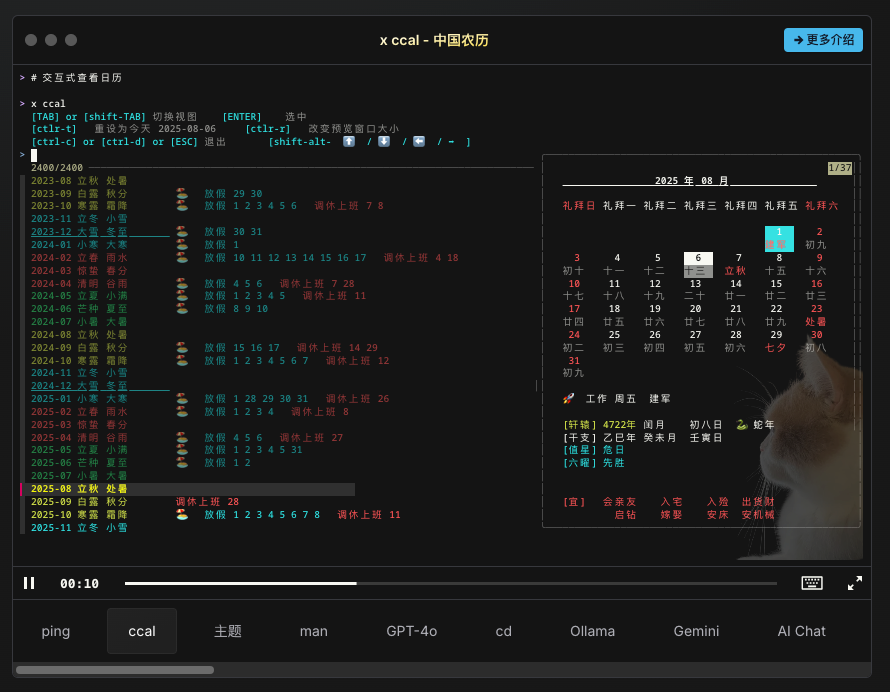 x ccal - 中国农历
➔ 更多介绍
> # 交互式查看日历
> x ccal
[TAB] or [shift-TAB] 切换视图 [ENTER] 选中
[ctlr-t] 重设为今天 2025-08-06 [ctlr-r] 改变预览窗口大小
[ctrl-c] or [ctrl-d] or [ESC] 退出 [shift-alt- ⬆️ / ⬇️ / ⬅️ / ➡ ]
>
2400/2400
2023-08 立秋 处暑
2023-09 白露 秋分 🏖 放假 29 30
2023-10 寒露 霜降 🏖 放假 1 2 3 4 5 6 调休上班 7 8
2023-11 立冬 小雪
2023-12 大雪 冬至 🏖 放假 30 31
2024-01 小寒 大寒 🏖 放假 1
2024-02 立春 雨水 🏖 放假 10 11 12 13 14 15 16 17 调休上班 4 18
2024-03 惊蛰 春分
2024-04 清明 谷雨 🏖 放假 4 5 6 调休上班 7 28
2024-05 立夏 小满 🏖 放假 1 2 3 4 5 调休上班 11
2024-06 芒种 夏至 🏖 放假 8 9 10
2024-07 小暑 大暑
2024-08 立秋 处暑
2024-09 白露 秋分 🏖 放假 15 16 17 调休上班 14 29
2024-10 寒露 霜降 🏖 放假 1 2 3 4 5 6 7 调休上班 12
2024-11 立冬 小雪
2024-12 大雪 冬至
2025-01 小寒 大寒 🏖 放假 1 28 29 30 31 调休上班 26
2025-02 立春 雨水 🏖 放假 1 2 3 4 调休上班 8
2025-03 惊蛰 春分
2025-04 清明 谷雨 🏖 放假 4 5 6 调休上班 27
2025-05 立夏 小满 🏖 放假 1 2 3 4 5 31
2025-06 芒种 夏至 🏖 放假 1 2
2025-07 小暑 大暑
2025-08 立秋 处暑
2025-09 白露 秋分 调休上班 28
2025-10 寒露 霜降 🏖 放假 1 2 3 4 5 6 7 8 调休上班 11
2025-11 立冬 小雪
1/37
2025 年 08 月
礼拜日 礼拜一 礼拜二 礼拜三 礼拜四 礼拜五 礼拜六
1 2
建军 初九
3 4 5 6 7 8 9
初十 十一 十二 十三 立秋 十五 十六
10 11 12 13 14 15 16
十七 十八 十九 二十 廿一 廿二 廿三
17 18 19 20 21 22 23
廿四 廿五 廿六 廿七 廿八 廿九 处暑
24 25 26 27 28 29 30
初二 初三 初四 初五 初六 七夕 初八
31
初九
🚀 工作 周五 建军
[轩辕] 4722年 闰月 初八日 🐍 蛇年
[干支] 乙巳年 癸未月 壬寅日
[值星] 危日
[六曜] 先胜
[宜] 会亲友 入宅 入殓 出货财
启钻 嫁娶 安床 安机械
00:10
ping
ccal
主题
man
GPT-4o
cd
Ollama
Gemini
AI Chat